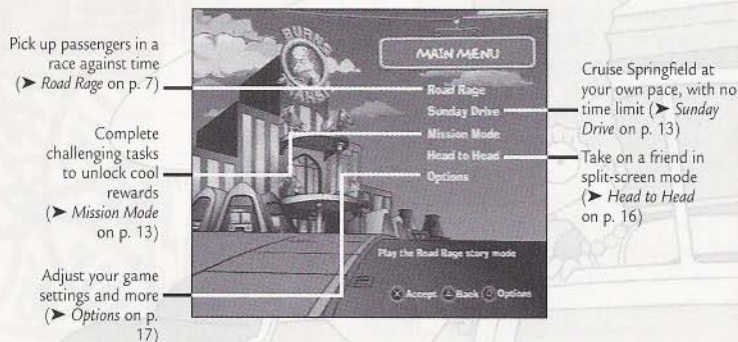 Pick up passengers in a
race against time
(➤ Road Rage on p. 7)
Complete
challenging tasks
to unlock cool
rewards
(➤ Mission Mode
on p. 13)
Adjust your game
settings and more
(➤ Options on p.
17)
BURNS
MAIN MENU
Road Rage
Sunday Drive
Mission Mode
Head to Head
Options
Play the Road Rage story mode
Accept Back Options
Cruise Springfield at
your own pace, with no
time limit (➤ Sunday
Drive on p. 13)
Take on a friend in
split-screen mode
(➤ Head to Head
on p. 16)